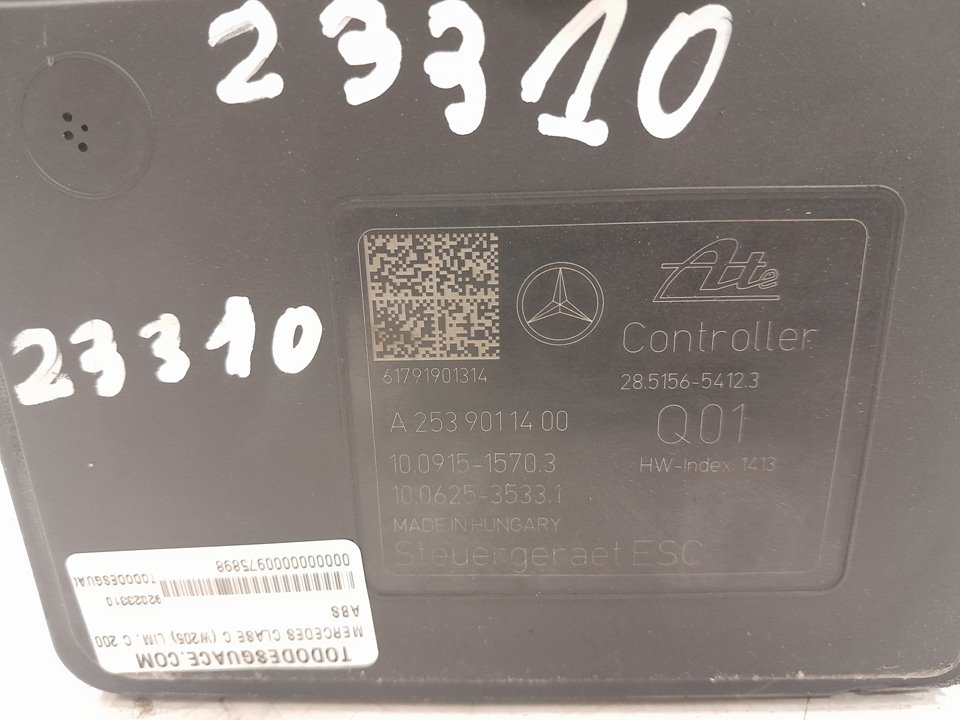 23310
23310
61791901314
A 253 901 14 00
10.0915-1570.3
10.0625-3533.1
MADE IN HUNGARY
Steuergeraet ESC
Ate
Controller
28.5156-5412.3
Q01
HW-Index 1413
TODODESGUACE.COM
MERCEDES CLASE C (W205) LIM. C 200
ABS
92023310
TODODESGUAC
0000000000975898